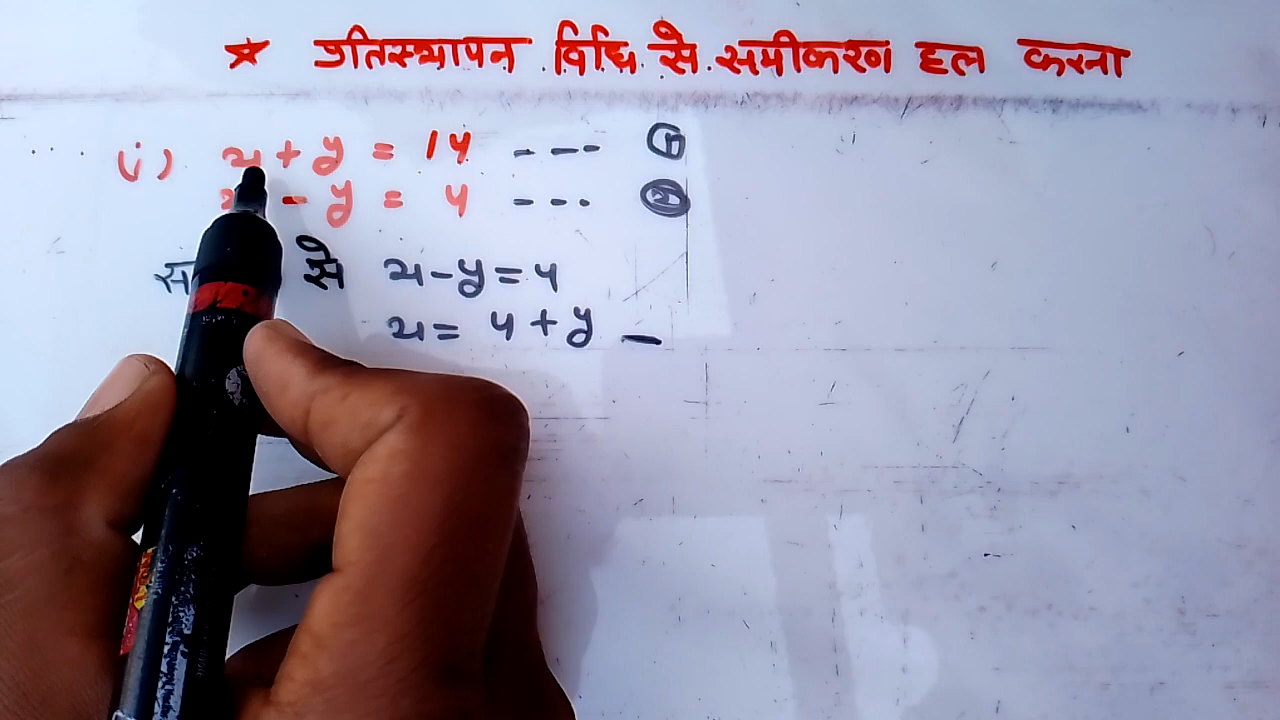 ★ प्रतिस्थापन विधि से समीकरण हल करना
(i) x + y = 14 --- ①
x - y = 4 --- ②
से x - y = 4
x = 4 + y -